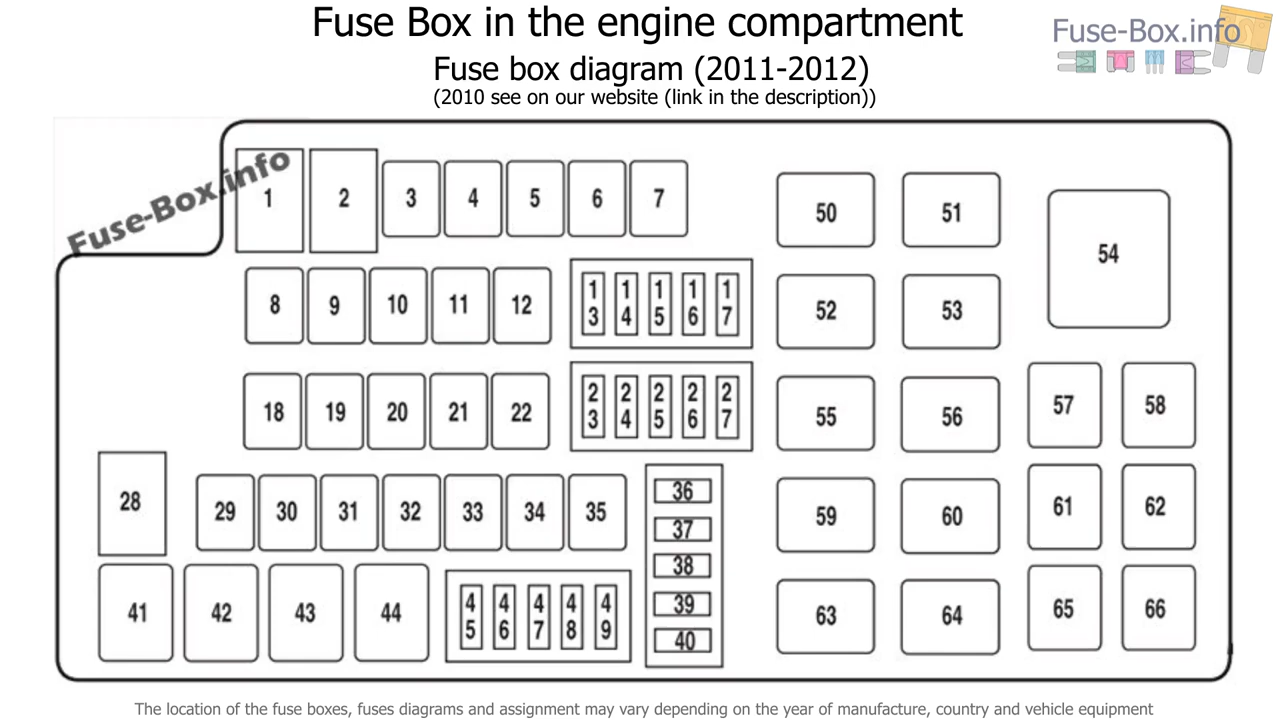 Fuse Box in the engine compartment
Fuse box diagram (2011-2012)
(2010 see on our website (link in the description))
Fuse-Box.info
Fuse-Box.info
1 2 3 4 5 6 7
50 51
54
8 9 10 11 12
13 14 15 16 17
52 53
18 19 20 21 22
23 24 25 26 27
55 56
57 58
28
29 30 31 32 33 34 35
36
37
38
39
40
59 60
61 62
41 42 43 44
45 46 47 48 49
63 64
65 66
The location of the fuse boxes, fuses diagrams and assignment may vary depending on the year of manufacture, country and vehicle equipment